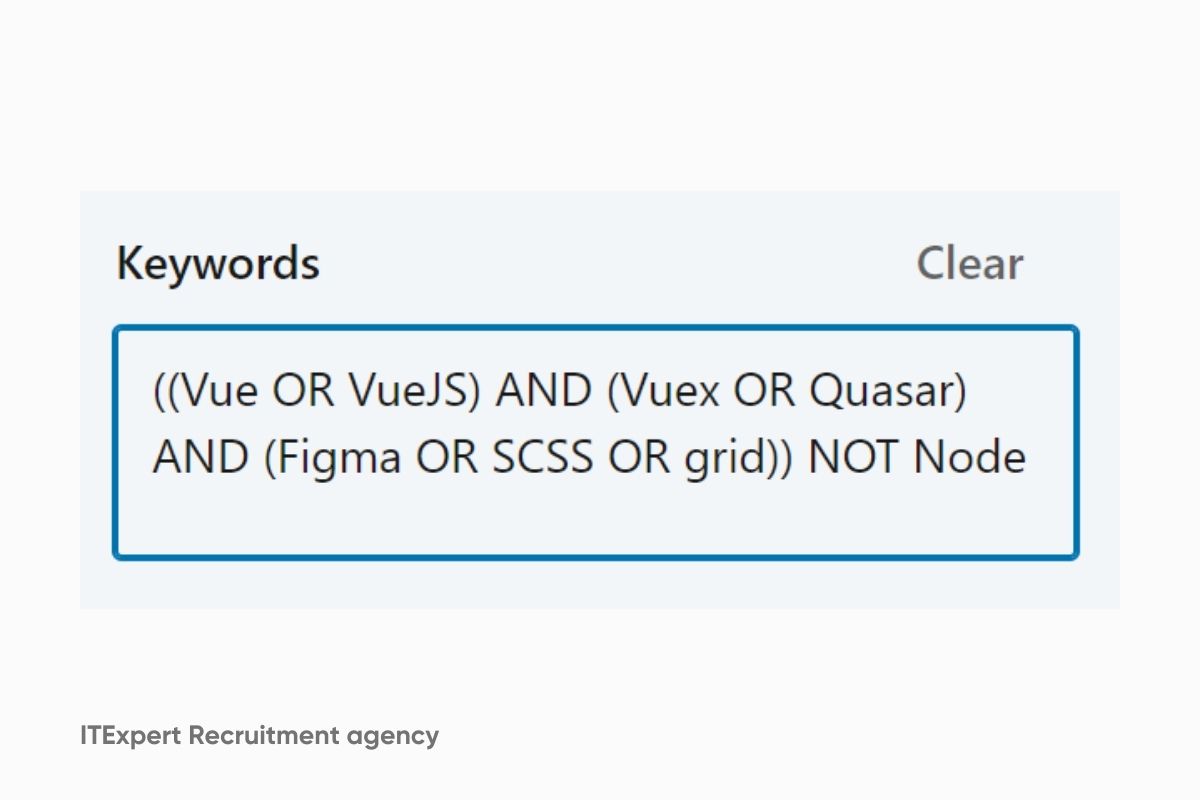 Keywords
Clear
((Vue OR VueJS) AND (Vuex OR Quasar)
AND (Figma OR SCSS OR grid)) NOT Node
ITExpert Recruitment agency